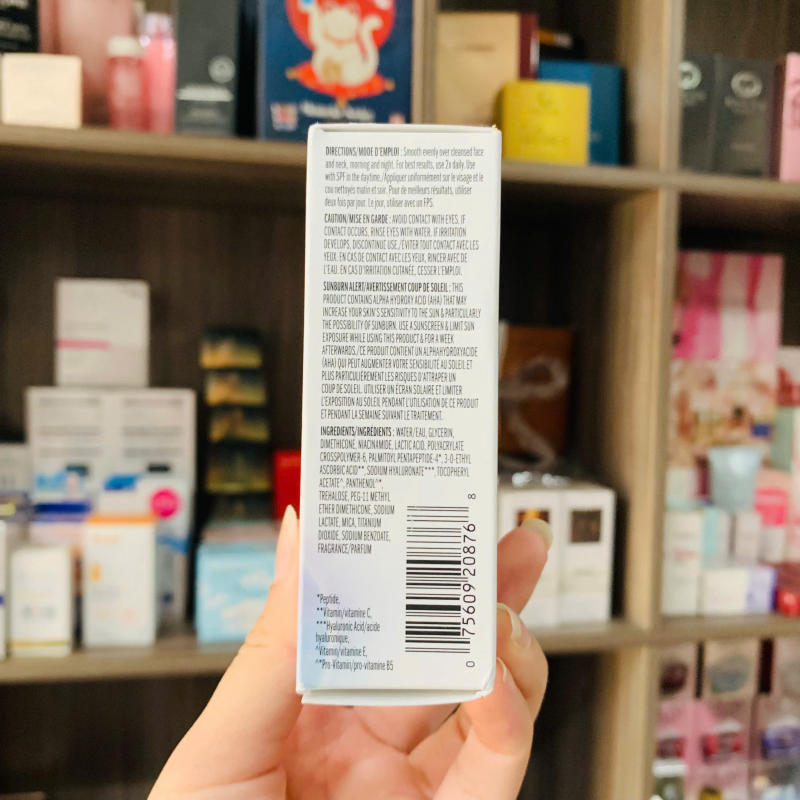 DIRECTIONS/MODE D'EMPLOI : Smooth evenly over cleansed face
and neck, morning and night. For best results, use 2x daily. Use
with SPF in the daytime./Appliquer uniformément sur le visage et le
cou nettoyés matin et soir. Pour de meilleurs résultats, utiliser
deux fois par jour. Le jour, utiliser avec un FPS.
CAUTION/MISE EN GARDE : AVOID CONTACT WITH EYES. IF
CONTACT OCCURS, RINSE EYES WITH WATER. IF IRRITATION
DEVELOPS, DISCONTINUE USE./ÉVITER TOUT CONTACT AVEC LES
YEUX. EN CAS DE CONTACT AVEC LES YEUX, RINCER AVEC DE
L'EAU. EN CAS D'IRRITATION CUTANÉE, CESSER L'EMPLOI.
SUNBURN ALERT/AVERTISSEMENT COUP DE SOLEIL : THIS
PRODUCT CONTAINS ALPHA HYDROXY ACID (AHA) THAT MAY
INCREASE YOUR SKIN'S SENSITIVITY TO THE SUN & PARTICULARLY
THE POSSIBILITY OF SUNBURN. USE A SUNSCREEN & LIMIT SUN
EXPOSURE WHILE USING THIS PRODUCT & FOR A WEEK
AFTERWARDS./CE PRODUIT CONTIENT UN ALPHAHYDROXYACIDE
(AHA) QUI PEUT AUGMENTER VOTRE SENSIBILITÉ AU SOLEIL ET
PLUS PARTICULIÈREMENT LES RISQUES D'ATTRAPER UN
COUP DE SOLEIL. UTILISER UN ÉCRAN SOLAIRE ET LIMITER
L'EXPOSITION AU SOLEIL PENDANT L'UTILISATION DE CE PRODUIT
ET PENDANT LA SEMAINE SUIVANT LE TRAITEMENT.
INGREDIENTS/INGRÉDIENTS : WATER/EAU, GLYCERIN,
DIMETHICONE, NIACINAMIDE, LACTIC ACID, POLYACRYLATE
CROSSPOLYMER-6, PALMITOYL PENTAPEPTIDE-4*, 3-O-ETHYL
ASCORBIC ACID**, SODIUM HYALURONATE***, TOCOPHERYL
ACETATE^, PANTHENOL^*,
TREHALOSE, PEG-11 METHYL
ETHER DIMETHICONE, SODIUM
LACTATE, MICA, TITANIUM
DIOXIDE, SODIUM BENZOATE,
FRAGRANCE/PARFUM
*Peptide,
**Vitamin/vitamine C,
***Hyaluronic Acid/acide
hyaluronique,
^Vitamin/vitamine E,
^*Pro-Vitamin/pro-vitamine B5
0 75609 20876 8